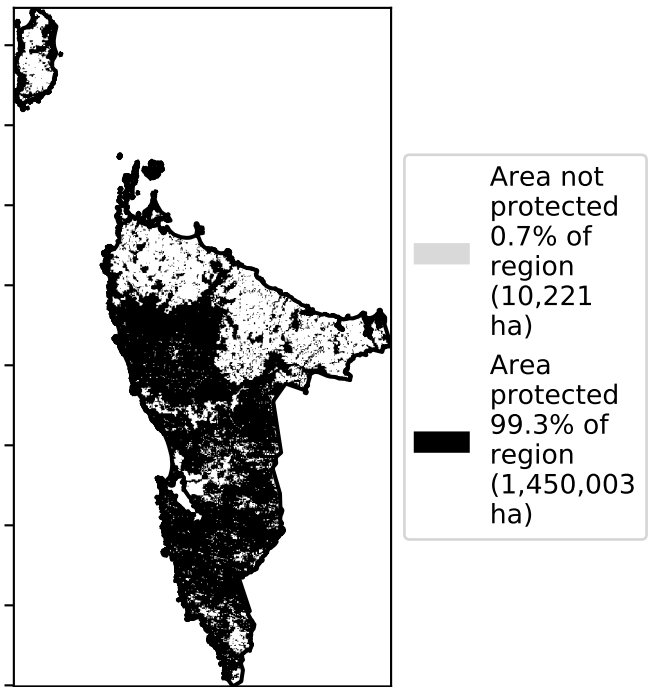 Area not
protected
0.7% of
region
(10,221
ha)
Area
protected
99.3% of
region
(1,450,003
ha)